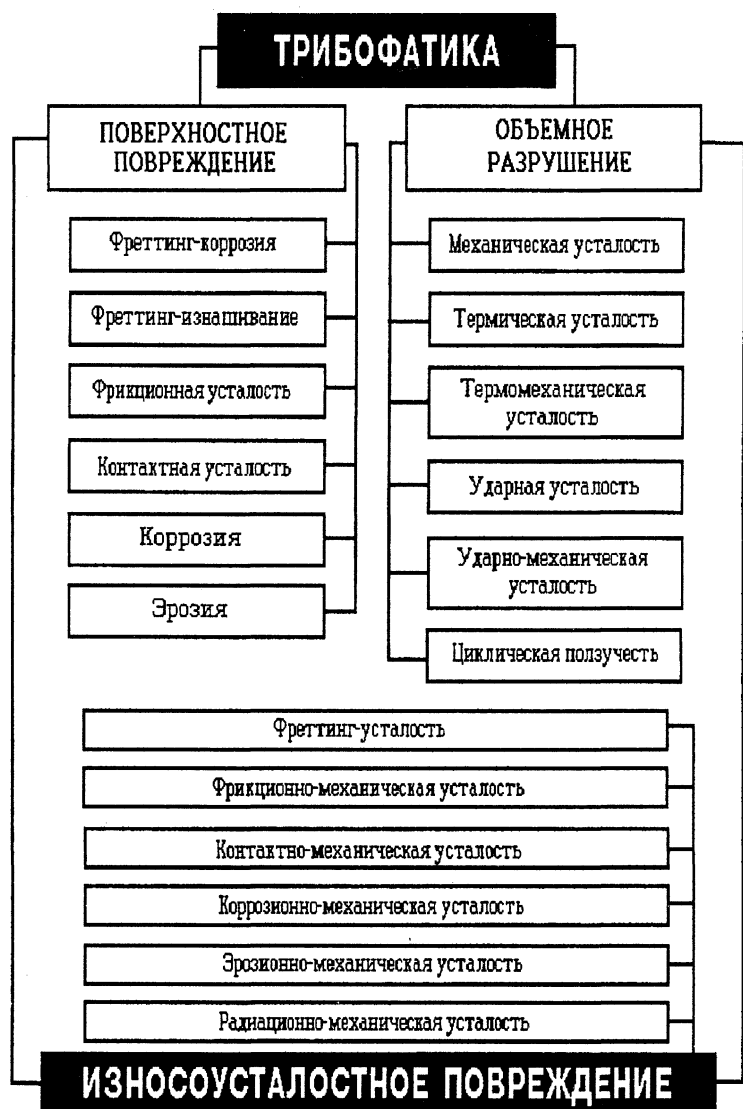 ТРИБОФАТИКА
ПОВЕРХНОСТНОЕ
ПОВРЕЖДЕНИЕ
Фреттинг-коррозия
Фреттинг-изнашивание
Фрикционная усталость
Контактная усталость
Коррозия
Эрозия
ОБЪЕМНОЕ
РАЗРУШЕНИЕ
Механическая усталость
Термическая усталость
Термомеханическая
усталость
Ударная усталость
Ударно-механическая
усталость
Циклическая ползучесть
Фреттинг-усталость
Фрикционно-механическая усталость
Контактно-механическая усталость
Коррозионно-механическая усталость
Эрозионно-механическая усталость
Радиационно-механическая усталость
ИЗНОСОУСТАЛОСТНОЕ ПОВРЕЖДЕНИЕ